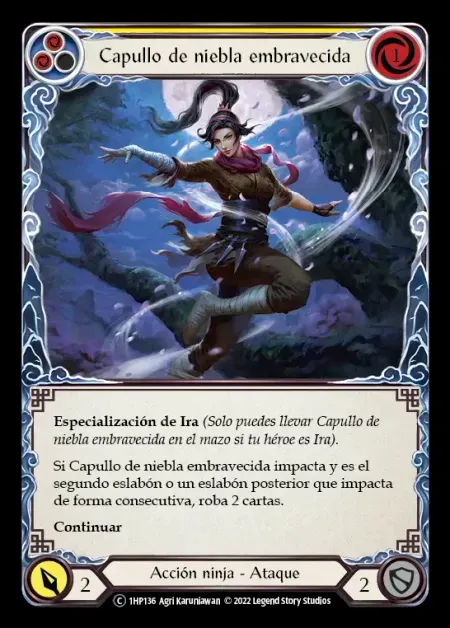 Capullo de niebla embravecida
1
Especialización de Ira (Solo puedes llevar Capullo de
niebla embravecida en el mazo si tu héroe es Ira).
Si Capullo de niebla embravecida impacta y es el
segundo eslabón o un eslabón posterior que impacta
de forma consecutiva, roba 2 cartas.
Continuar
2
Acción ninja - Ataque
2
C 1HP136 Agri Karuniawan © 2022 Legend Story Studios